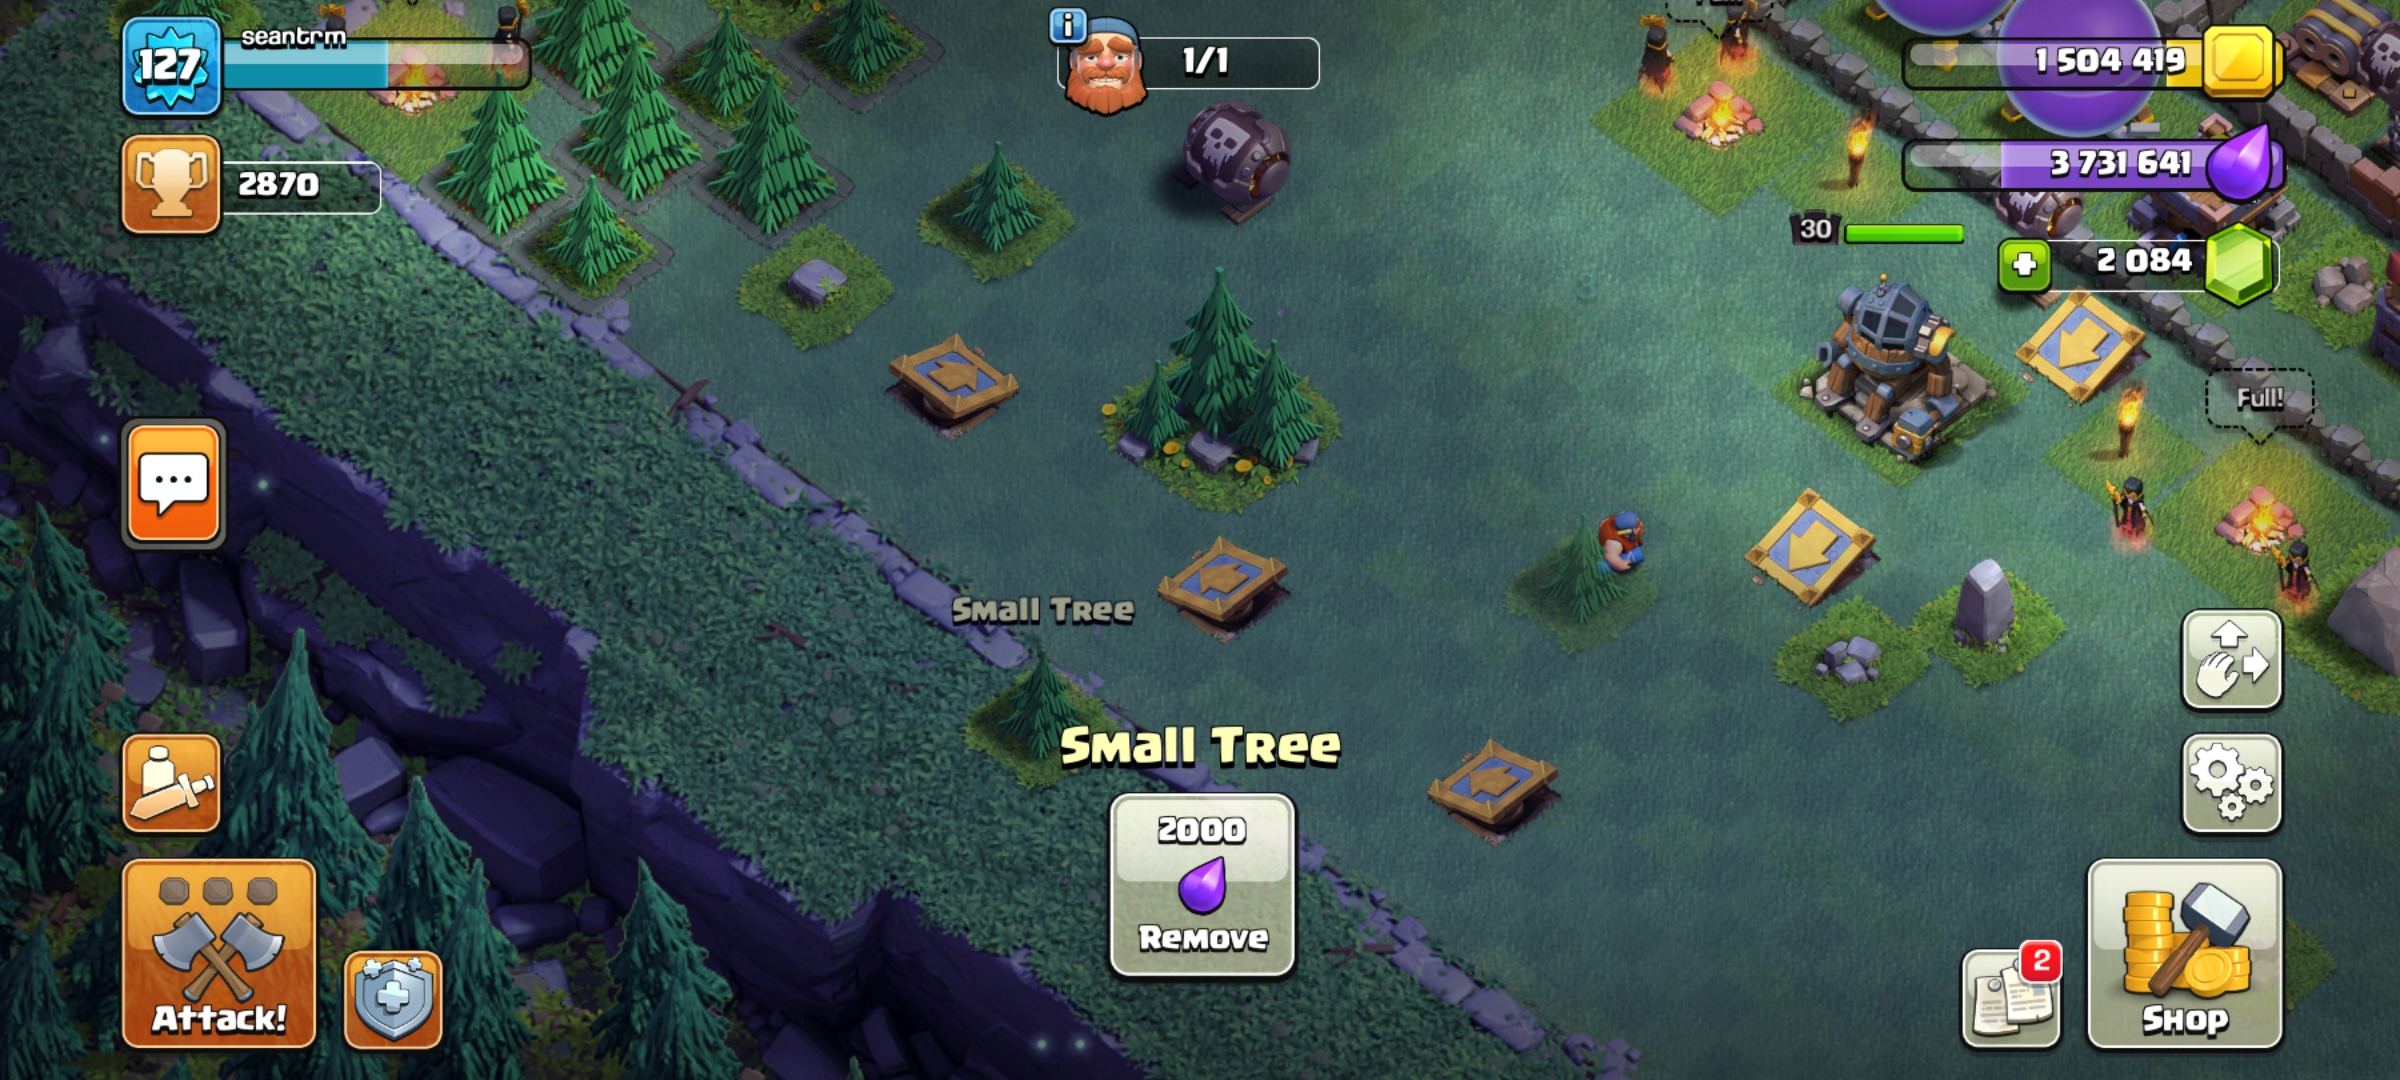 127
seantrm
1/1
1 504 419
2870
3 731 641
30
2 084
Full!
Small Tree
Small Tree
2000
Remove
Attack!
2
Shop